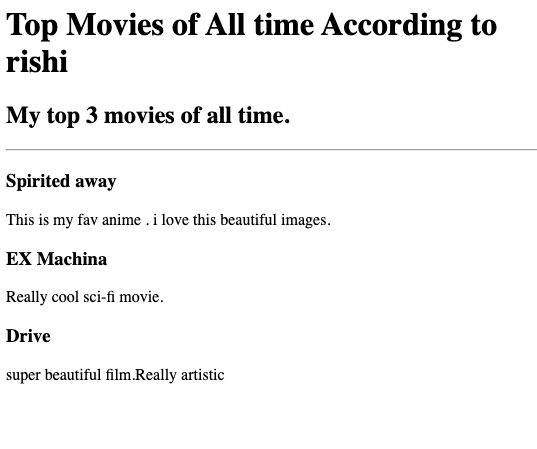 Top Movies of All time According to
rishi
My top 3 movies of all time.
Spirited away
This is my fav anime . i love this beautiful images.
EX Machina
Really cool sci-fi movie.
Drive
super beautiful film.Really artistic